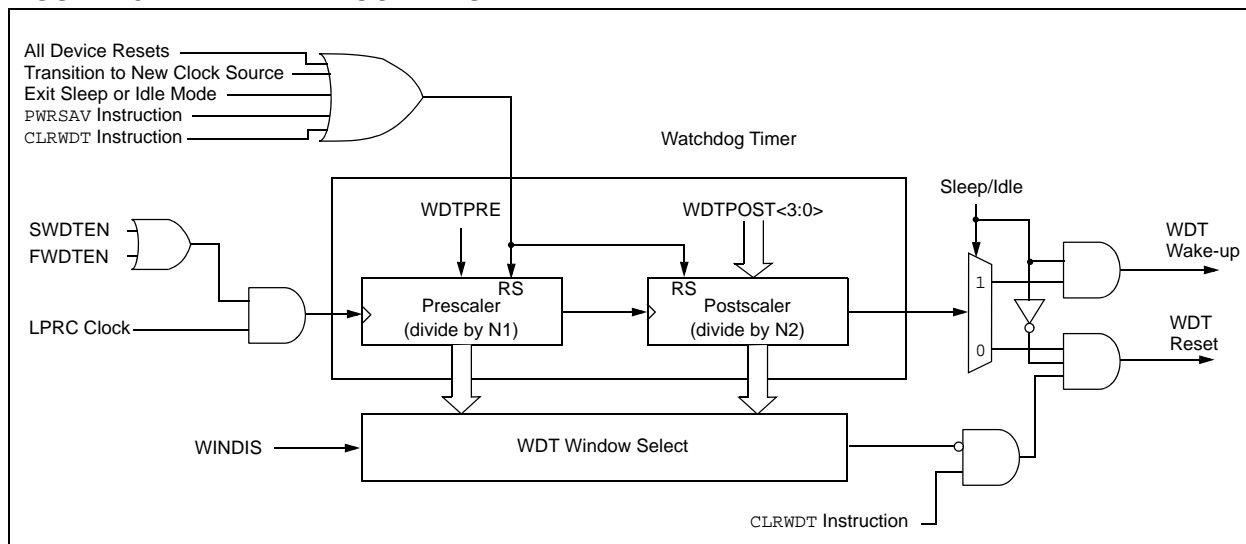 All Device Resets
Transition to New Clock Source
Exit Sleep or Idle Mode
PWRSAV Instruction
CLRWDT Instruction
Watchdog Timer
Sleep/Idle
WDTPRE
WDTPOST<3:0>
SWDTEN
FWDTEN
WDT
Wake-up
RS
RS
1
Prescaler
(divide by N1)
Postscaler
(divide by N2)
LPRC Clock
WDT
Reset
0
WINDIS
WDT Window Select
CLRWDT Instruction